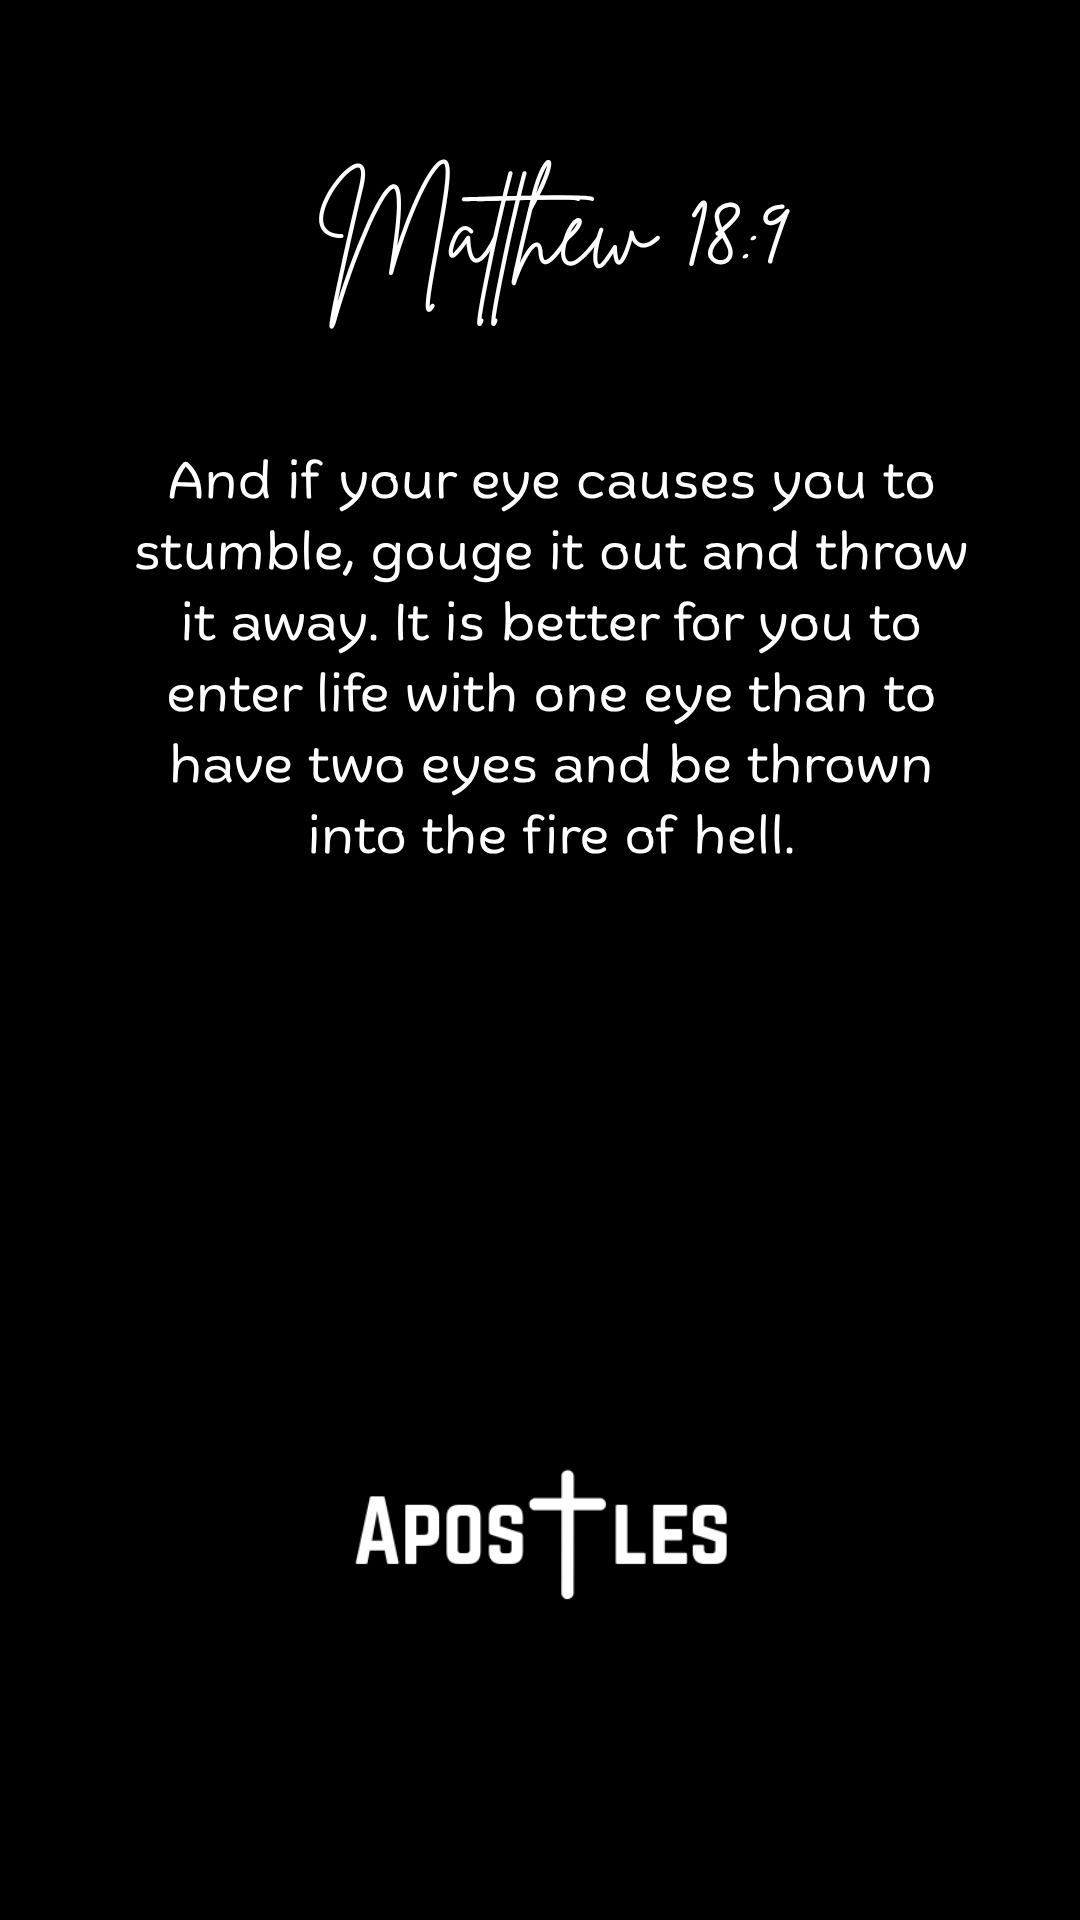 Matthew 18:9
And if your eye causes you to
stumble, gouge it out and throw
it away. It is better for you to
enter life with one eye than to
have two eyes and be thrown
into the fire of hell.
Apostles